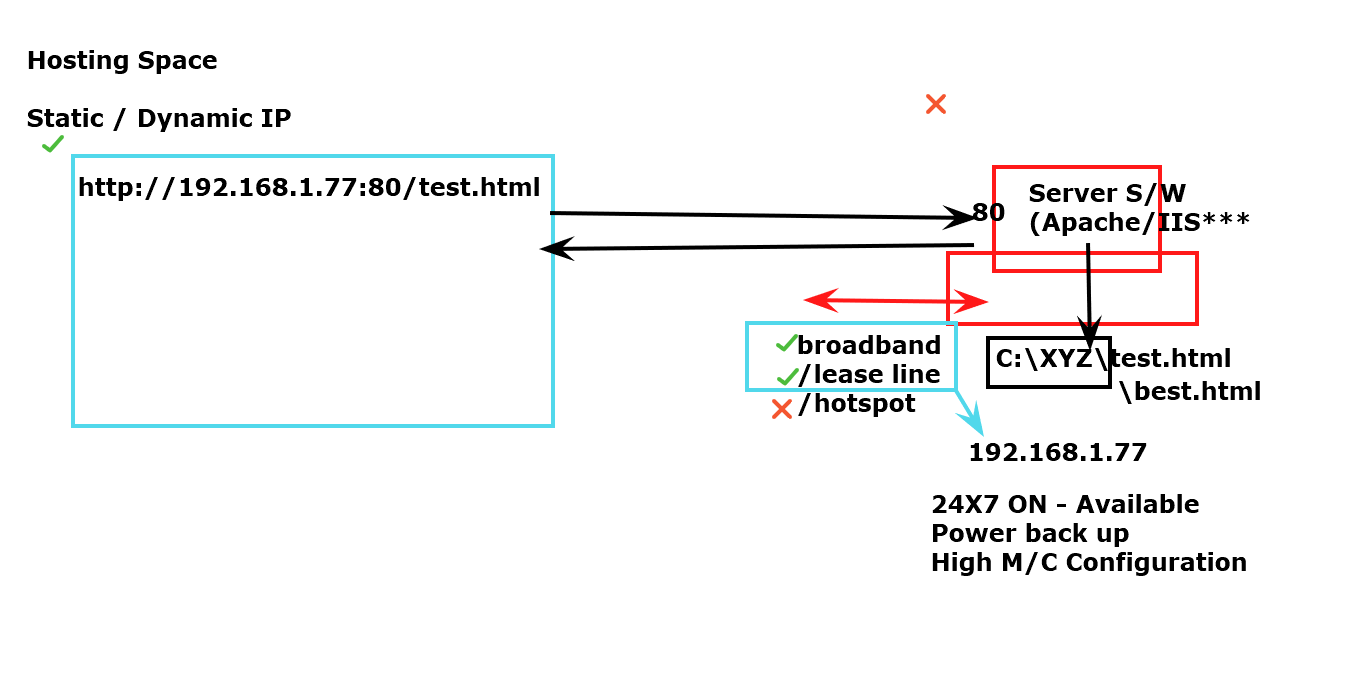 Hosting Space
Static / Dynamic IP
http://192.168.1.77:80/test.html
80
Server S/W
(Apache/IIS***
broadband
/lease line
/hotspot
C:\XYZ\test.html
\best.html
192.168.1.77
24X7 ON - Available
Power back up
High M/C Configuration